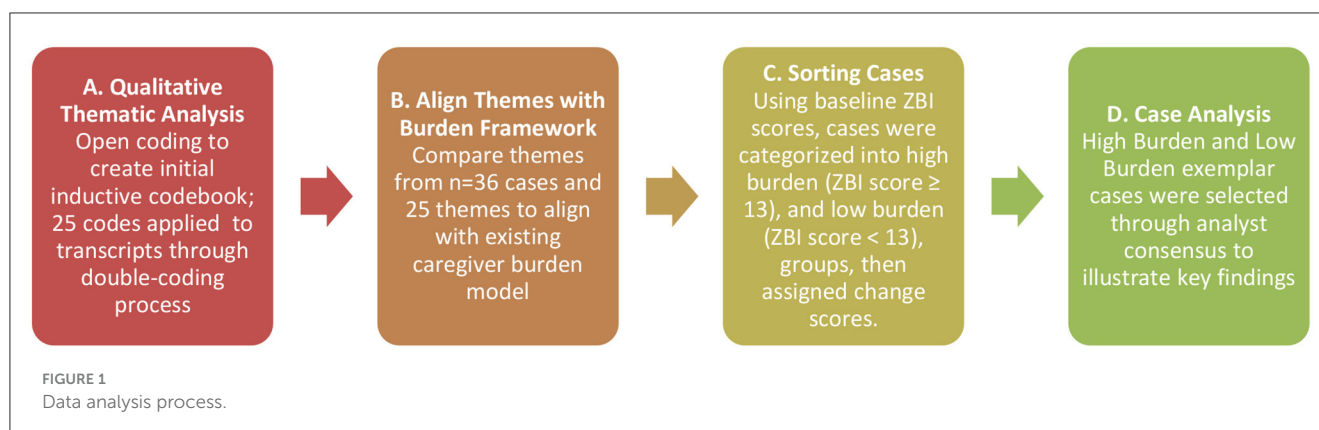 A. Qualitative
Thematic Analysis
Open coding to
create initial
inductive codebook;
25 codes applied to
transcripts through
double-coding
process
B. Align Themes with
Burden Framework
Compare themes
from n=36 cases and
25 themes to align
with existing
caregiver burden
model
C. Sorting Cases
Using baseline ZBI
scores, cases were
categorized into high
burden (ZBI score ≥
13), and low burden
(ZBI score < 13),
groups, then
assigned change
scores.
D. Case Analysis
High Burden and Low
Burden exemplar
cases were selected
through analyst
consensus to
illustrate key findings
FIGURE 1
Data analysis process.